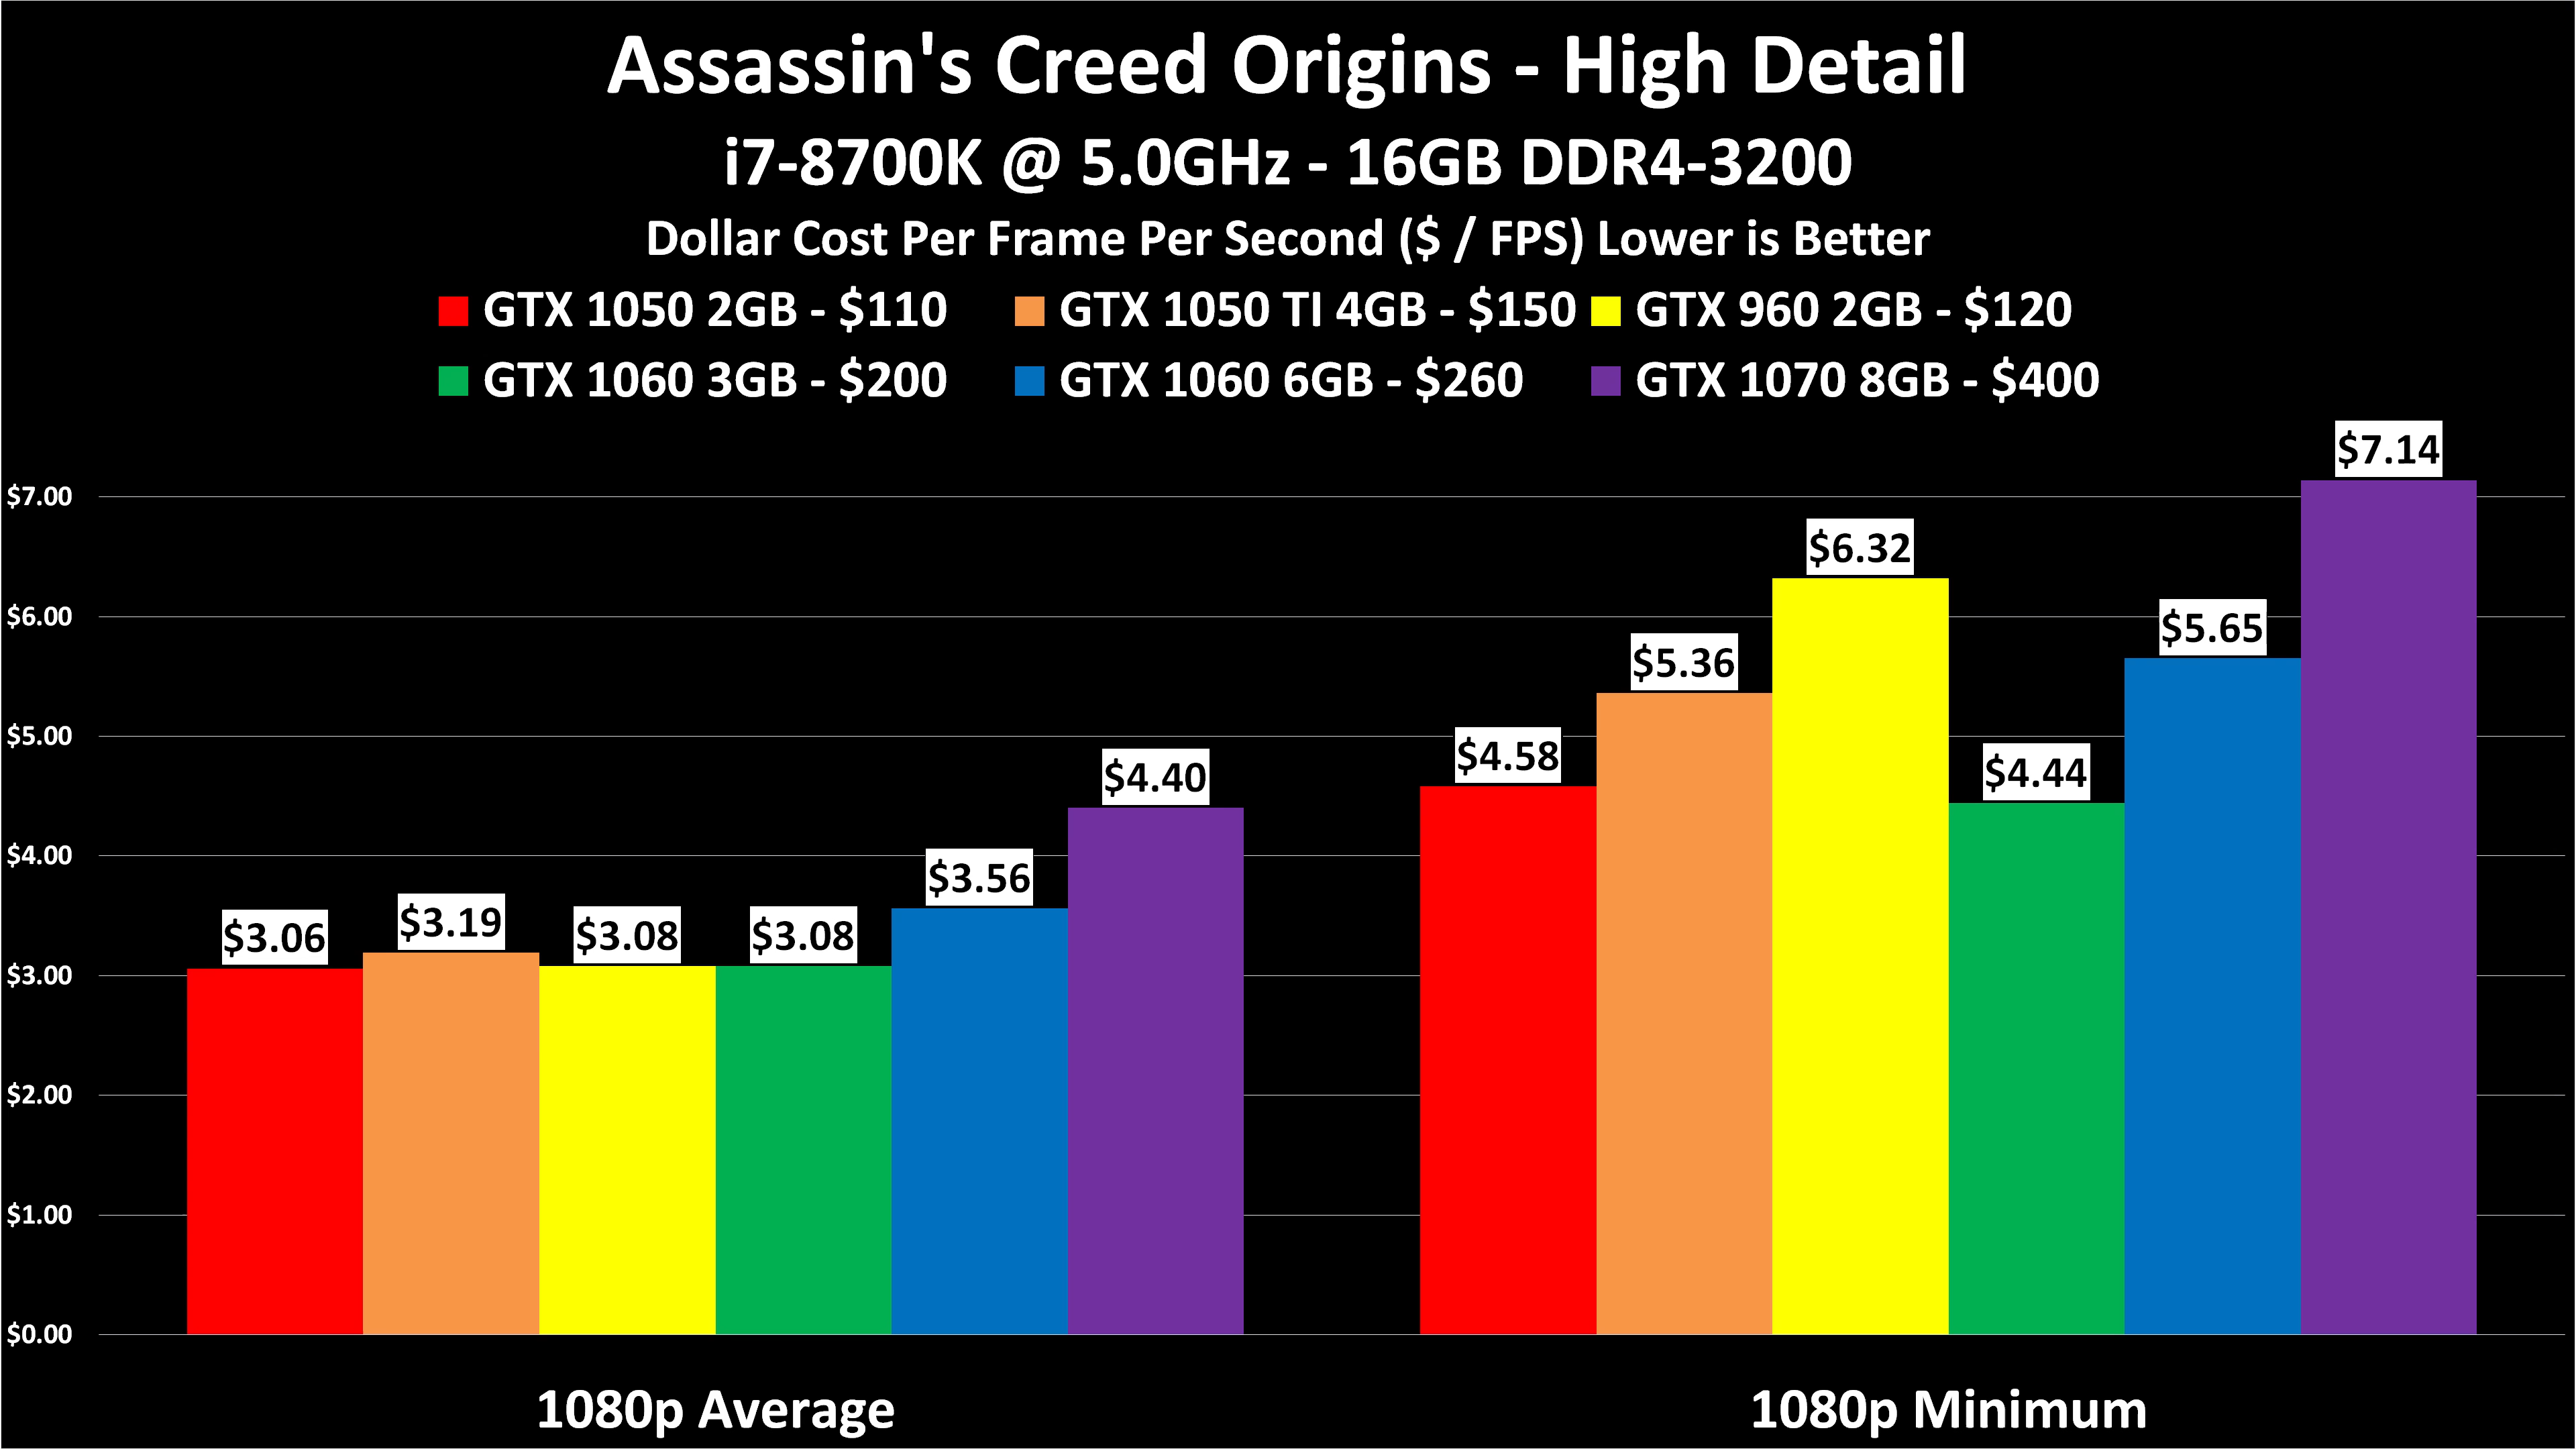 Assassin's Creed Origins - High Detail
i7-8700K @ 5.0GHz - 16GB DDR4-3200
Dollar Cost Per Frame Per Second ($ / FPS) Lower is Better
GTX 1050 2GB - $110 GTX 1050 TI 4GB - $150 GTX 960 2GB - $120
GTX 1060 3GB - $200 GTX 1060 6GB - $260 GTX 1070 8GB - $400
$7.00
$6.00
$5.00
$4.00
$3.00
$2.00
$1.00
$0.00
$3.06
$3.19
$3.08
$3.08
$3.56
$4.40
$4.58
$5.36
$6.32
$4.44
$5.65
$7.14
1080p Average
1080p Minimum